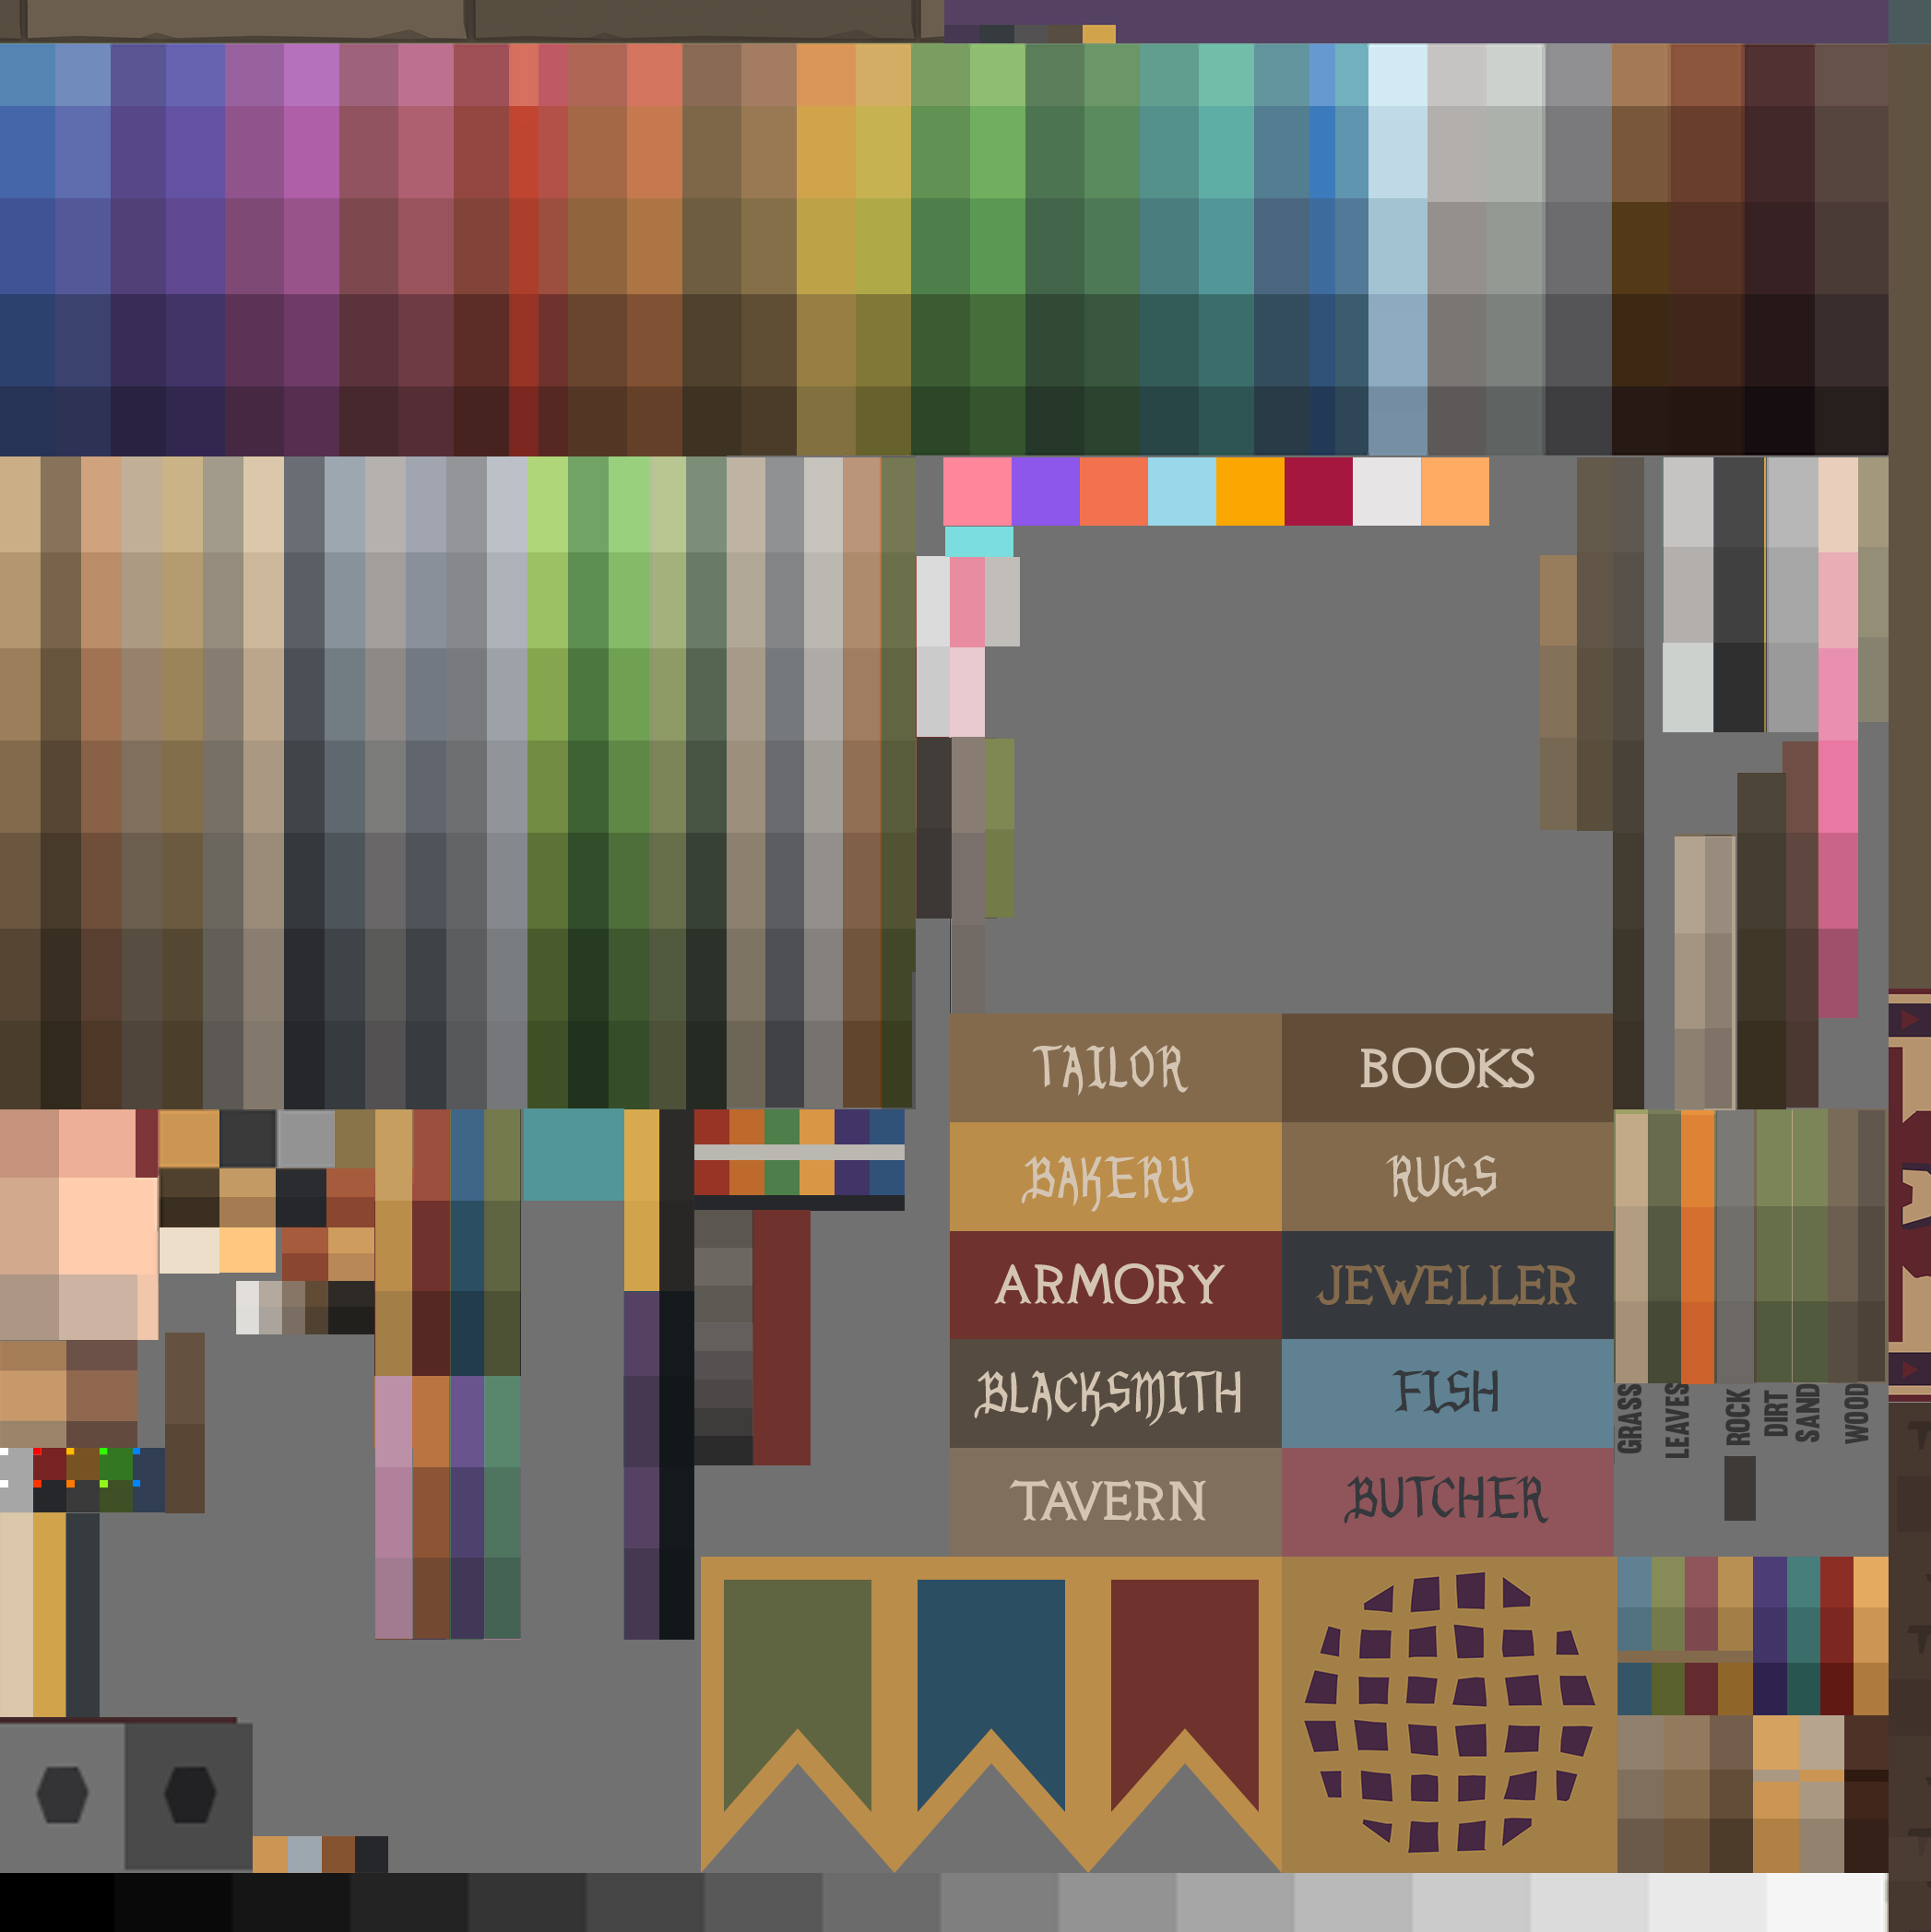 TAILOR
BOOKS
BAKERY
RUGS
ARMORY
JEWELLER
BLACKSMITH
FISH
TAVERN
BUTCHER
GRASS
LEAVES
ROCK
DIRT
SAND
WOOD